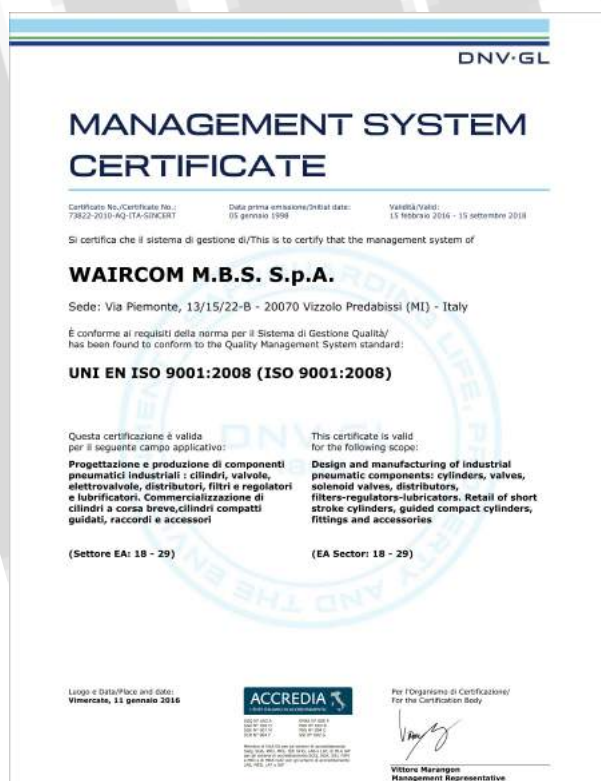 DNV·GL
MANAGEMENT SYSTEM
CERTIFICATE
Certificato No./Certificate No.:
73822-2010-AQ-ITA-SINCERT
Data prima emissione/Initial date:
05 gennaio 1998
Validità/Valid:
15 febbraio 2016 - 15 settembre 2018
Si certifica che il sistema di gestione di/This is to certify that the management system of
WAIRCOM M.B.S. S.p.A.
Sede: Via Piemonte, 13/15/22-B - 20070 Vizzolo Predabissi (MI) - Italy
È conforme ai requisiti della norma per il Sistema di Gestione Qualità/
has been found to conform to the Quality Management System standard:
UNI EN ISO 9001:2008 (ISO 9001:2008)
Questa certificazione è valida
per il seguente campo applicativo:
Progettazione e produzione di componenti
pneumatici industriali : cilindri, valvole,
elettrovalvole, distributori, filtri e regolatori
e lubrificatori. Commercializzazione di
cilindri a corsa breve,cilindri compatti
guidati, raccordi e accessori
(Settore EA: 18 - 29)
This certificate is valid
for the following scope:
Design and manufacturing of industrial
pneumatic components: cylinders, valves,
solenoid valves, distributors,
filters-regulators-lubricators. Retail of short
stroke cylinders, guided compact cylinders,
fittings and accessories
(EA Sector: 18 - 29)
Luogo e Data/Place and date:
Vimercate, 11 gennaio 2016
ACCREDIA
Per l'Organismo di Certificazione/
For the Certification Body
Vittore Marangon
Management Representative